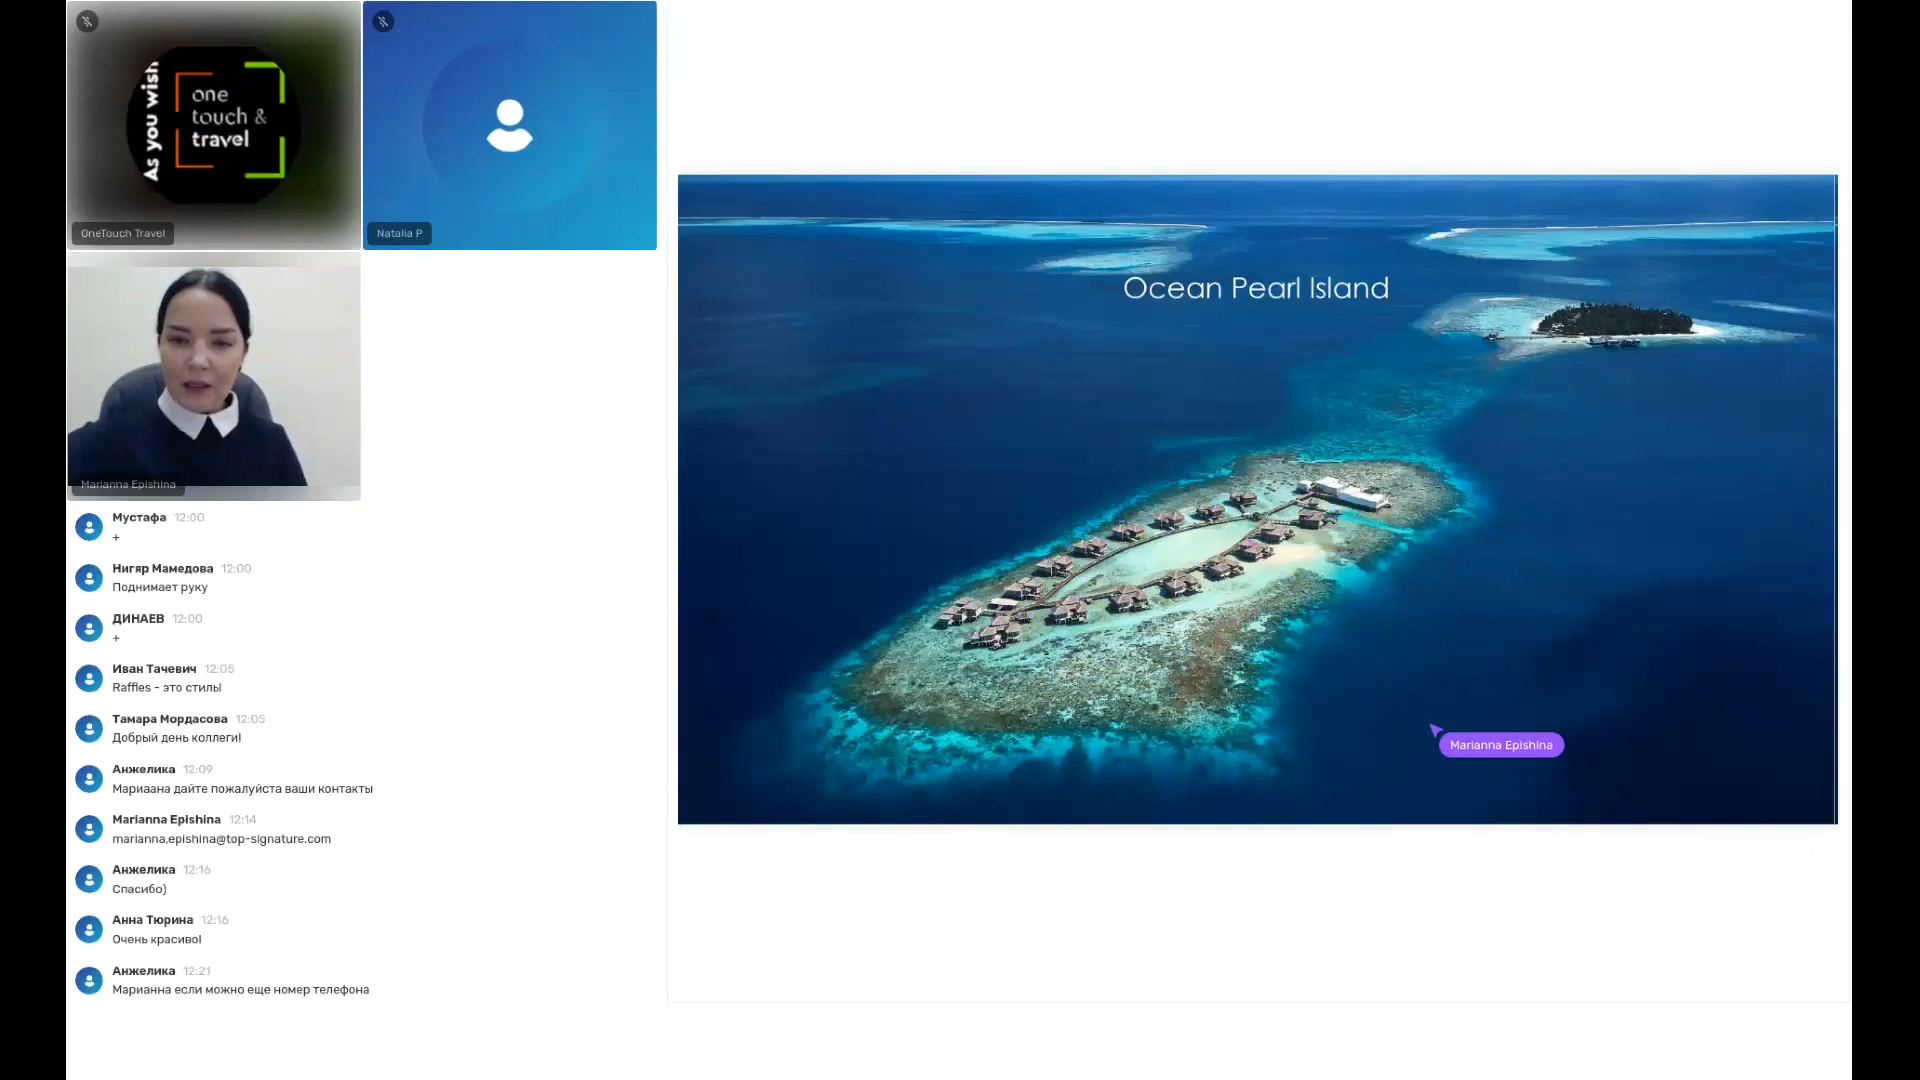 As you wish
one
touch &
travel
OneTouch Travel
Natalia P
Marianna Epishina
Мустафа 12:00
+
Нигяр Мамедова 12:00
Поднимает руку
ДИНАЕВ 12:00
+
Иван Тачевич 12:05
Raffles - это стиль!
Тамара Мордасова 12:05
Добрый день коллеги!
Анжелика 12:09
Мариаана дайте пожалуйста ваши контакты
Marianna Epishina 12:14
marianna,epishina@top-signature.com
Анжелика 12:16
Спасибо)
Анна Тюрина 12:16
Очень красиво!
Анжелика 12:21
Марианна если можно еще номер телефона
Ocean Pearl Island
Marianna Epishina